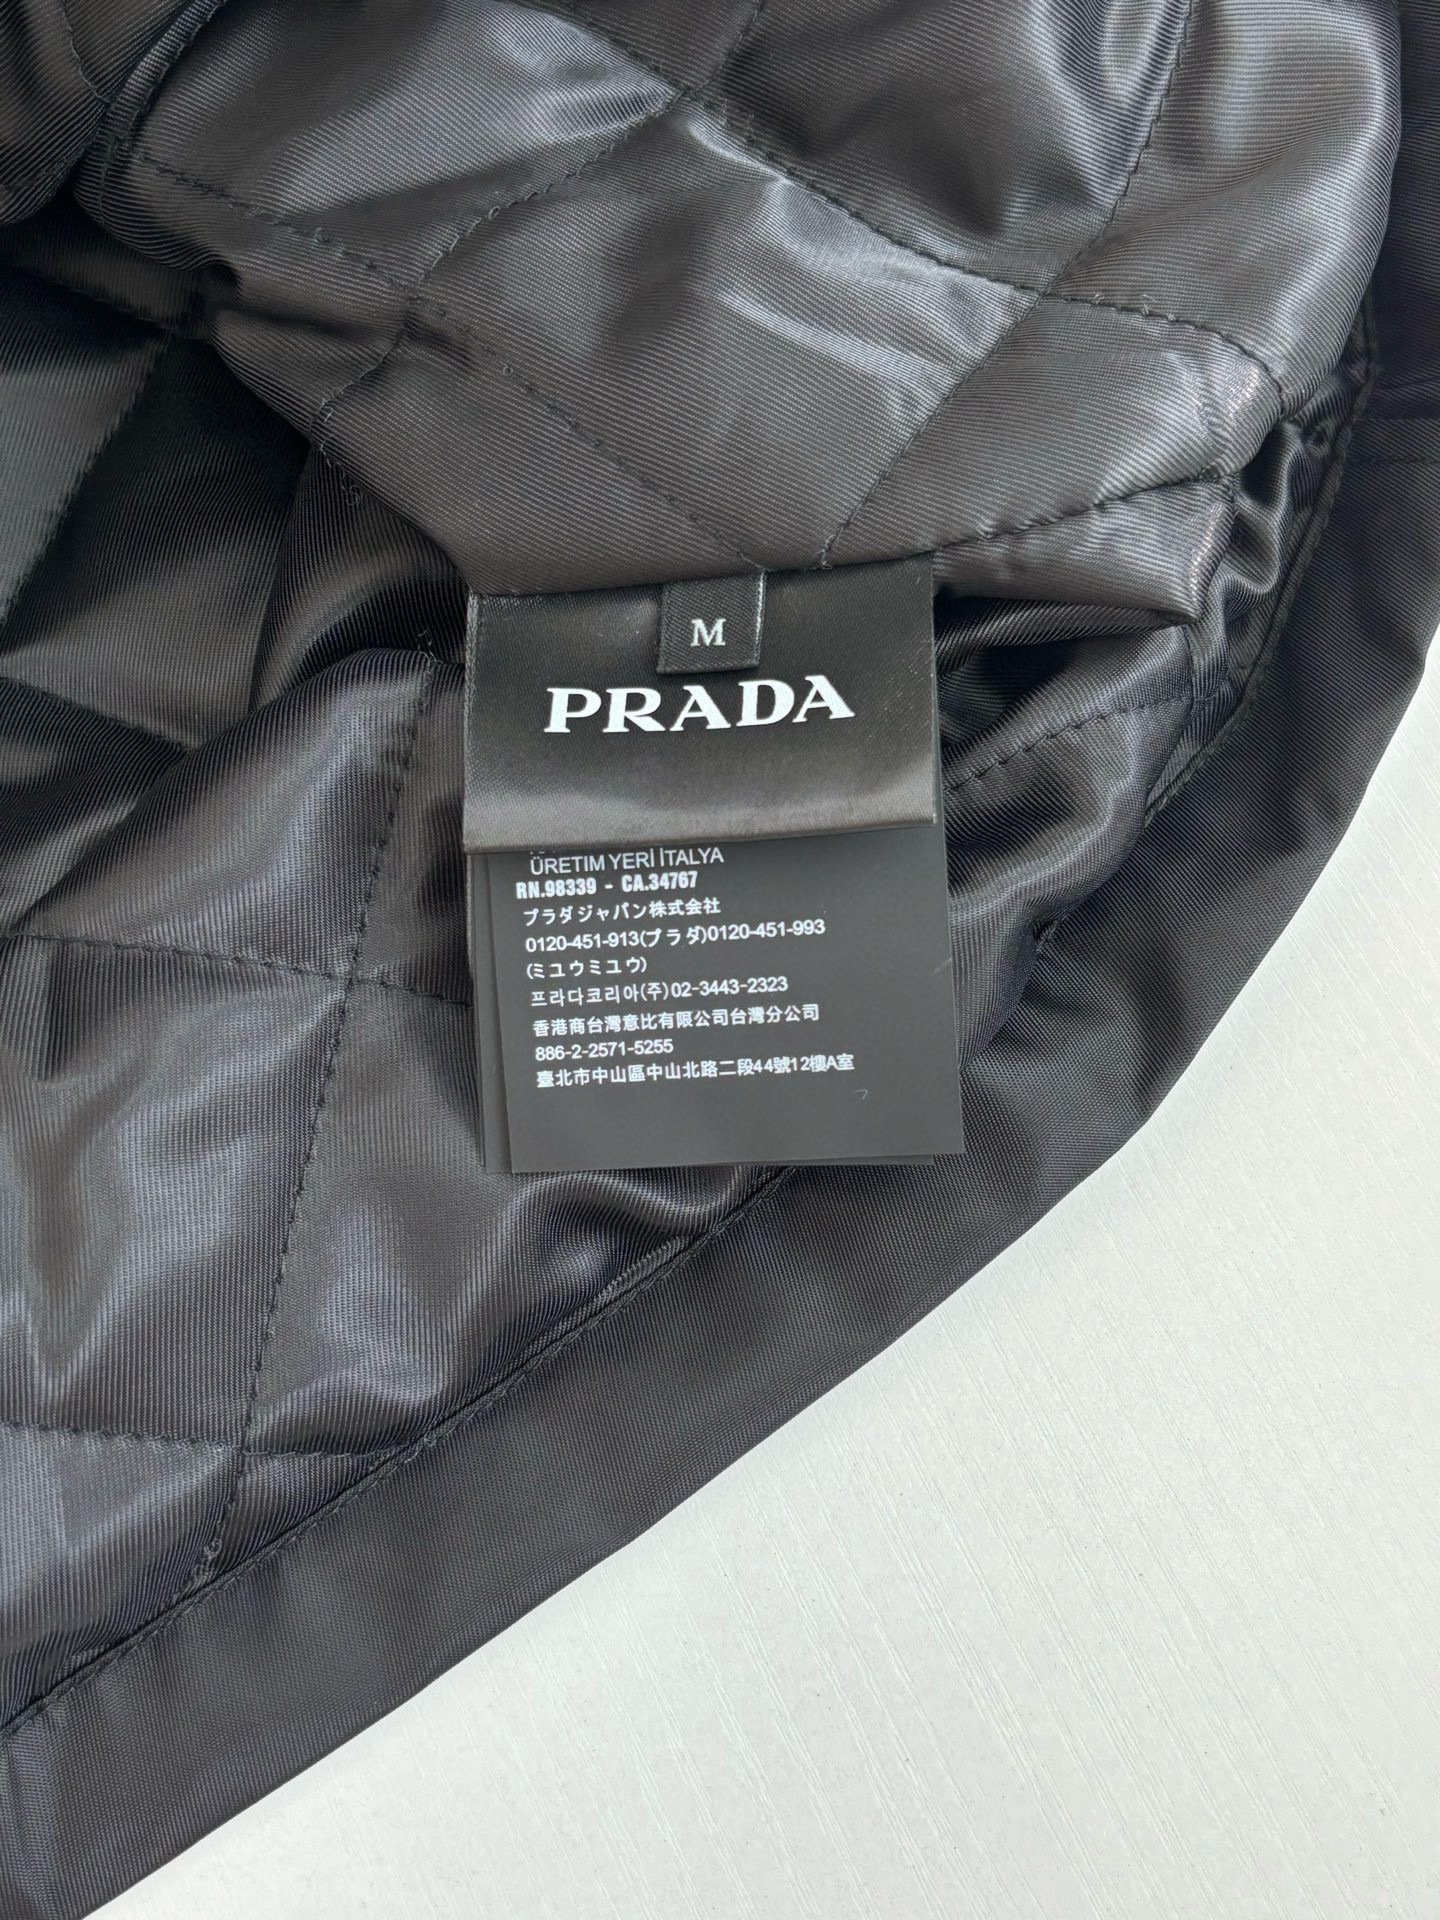 M
PRADA
ÜRETIM YERİ İTALYA
RN.98339 - CA.34767
プラダジャパン株式会社
0120-451-913(プラダ)0120-451-993
(ミユウミユウ)
프라다코리아(주)02-3443-2323
香港商台灣意比有限公司台灣分公司
886-2-2571-5255
臺北市中山區中山北路二段44號12樓A室